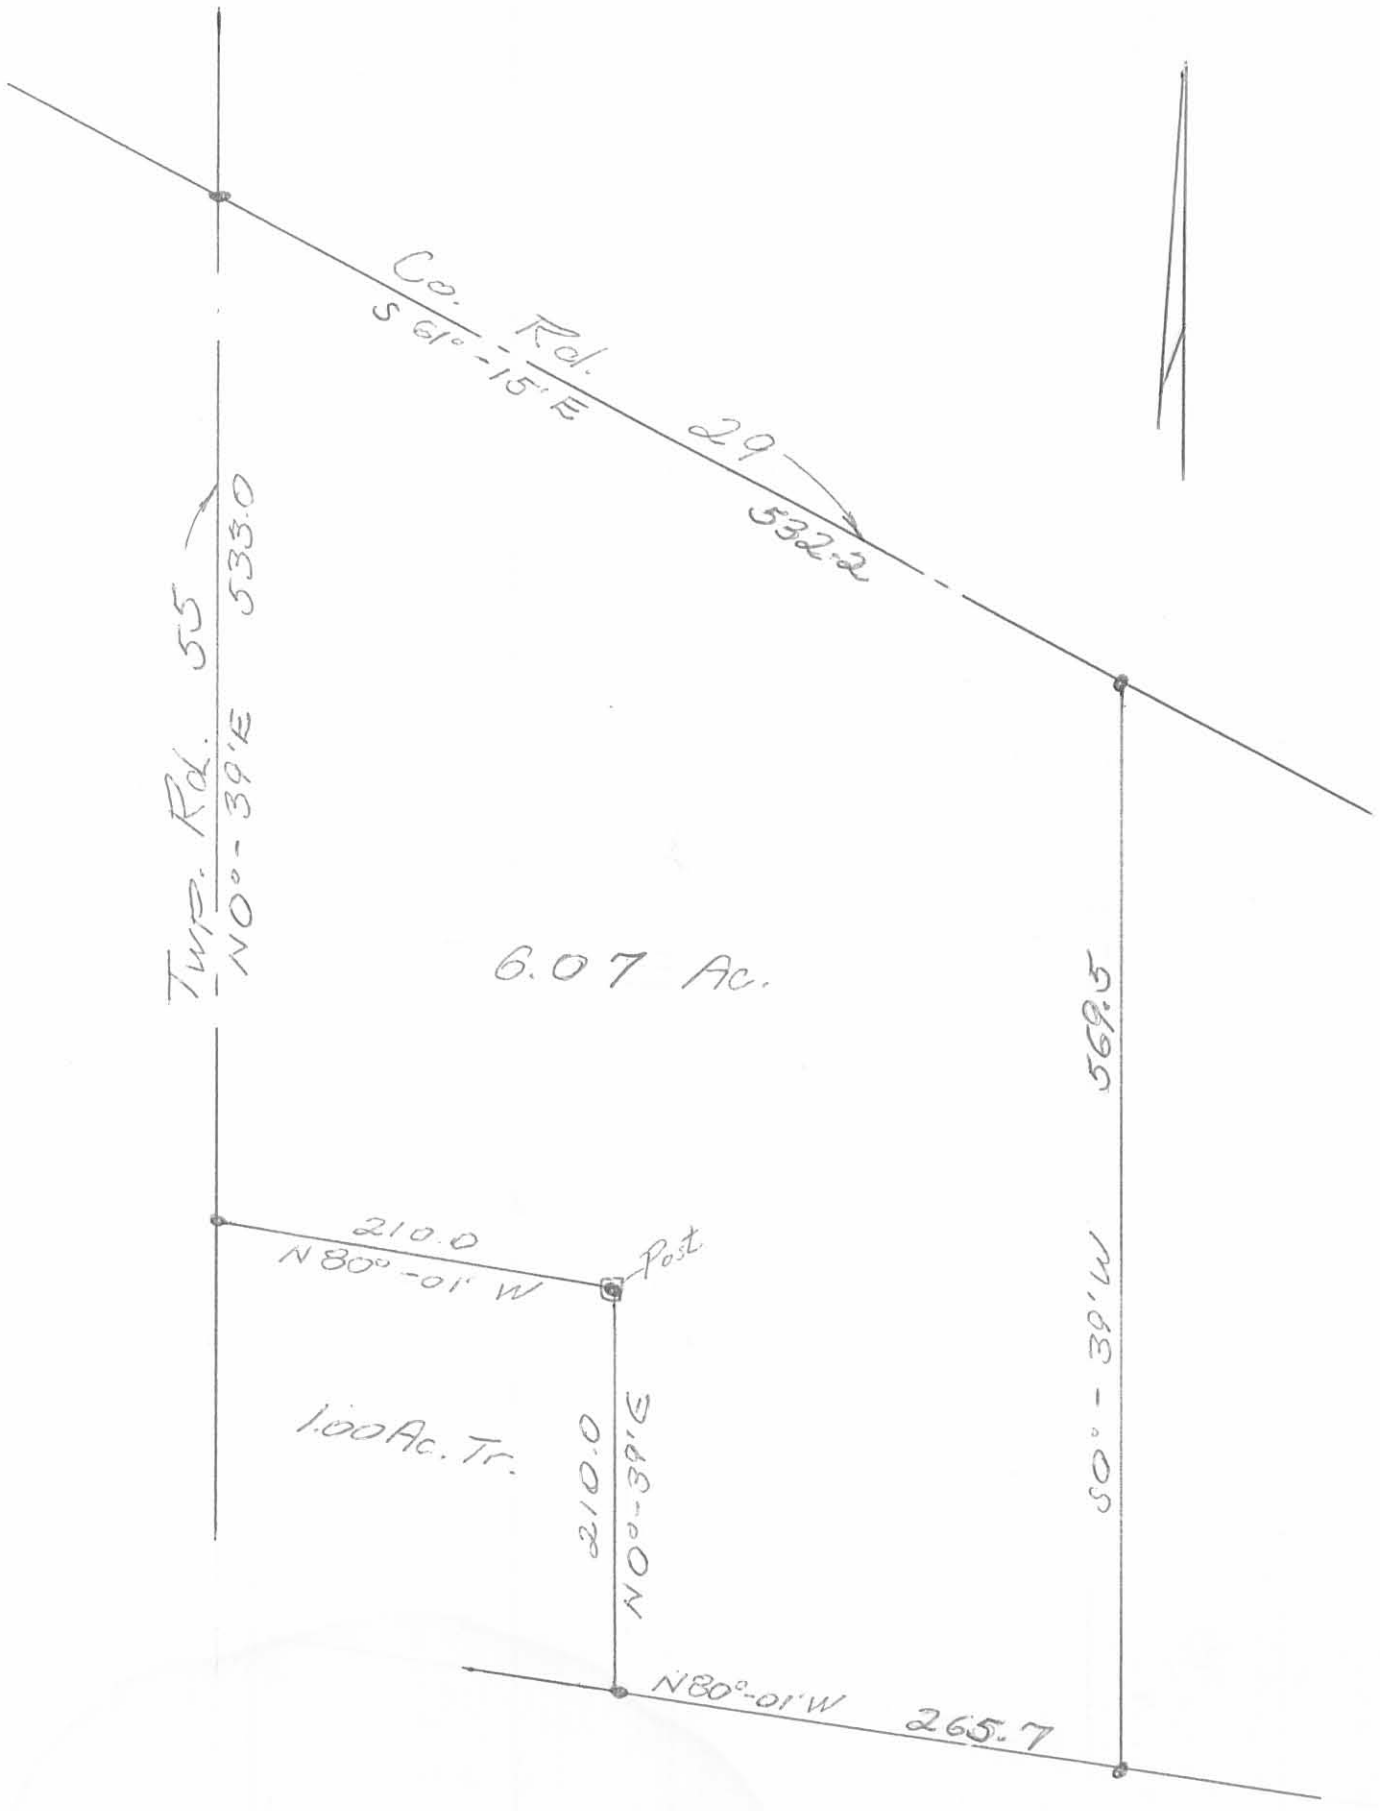 Co. Rd. 29
S 61° - 15' E 532.2
Twp. Rd. 55
N 0° - 39' E 533.0
6.07 Ac.
569.5
S 0° - 39' W
210.0
N 80° - 01' W
Post
1.00 Ac. Tr.
210.0
N 0° - 39' E
N 80° - 01' W 265.7